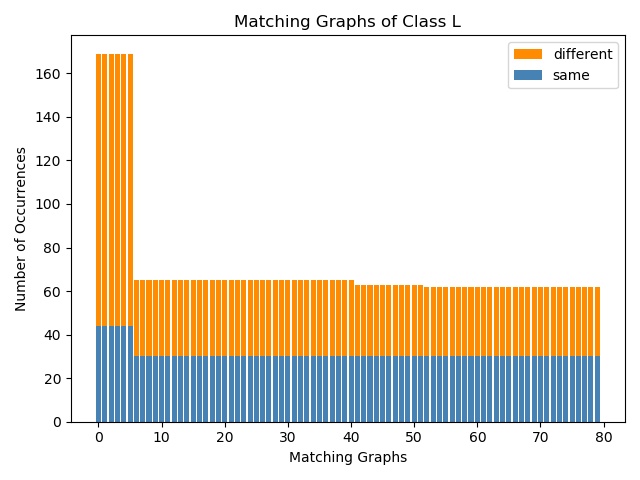 Matching Graphs of Class L
different
same
Number of Occurrences
160
140
120
100
80
60
40
20
0
0 10 20 30 40 50 60 70 80
Matching Graphs